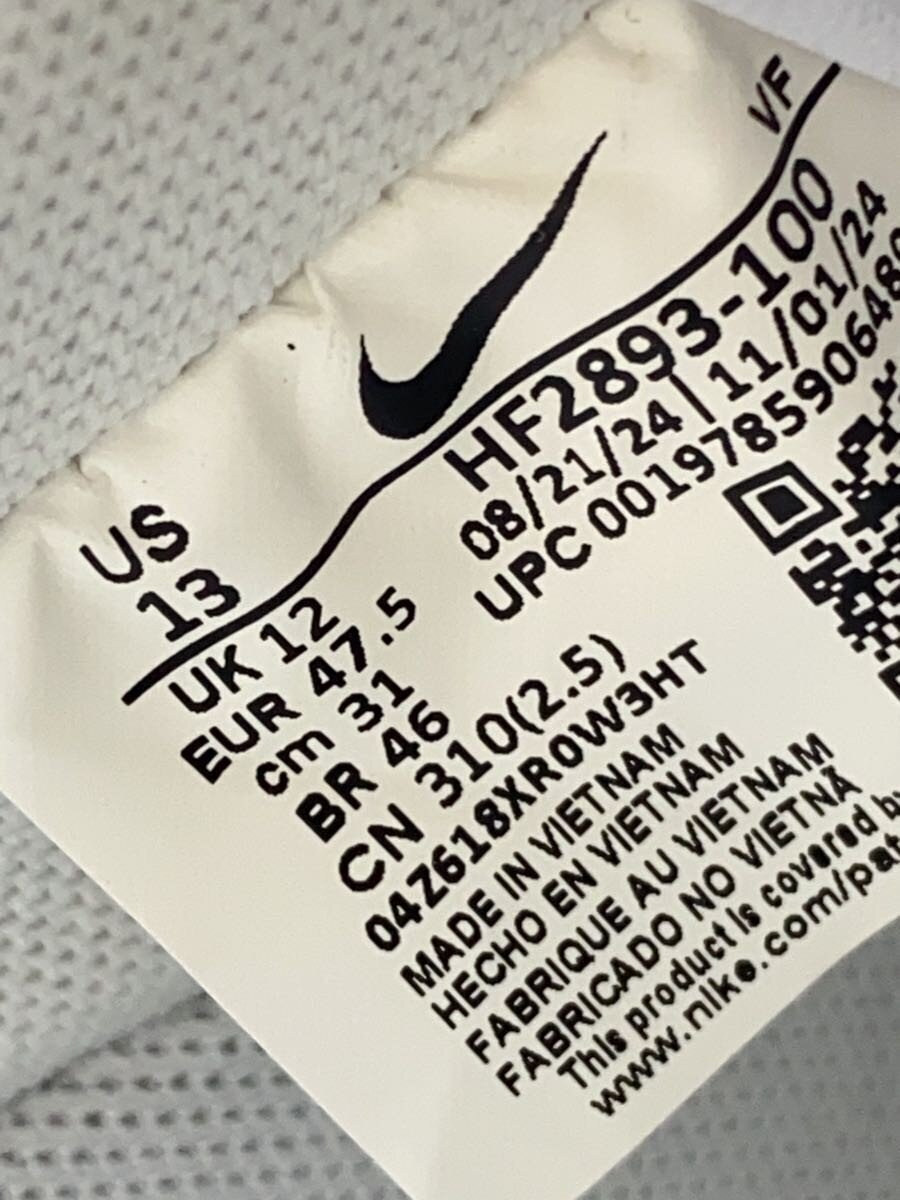 VF
HF2893-100
08/21/24 | 11/01/24
UPC 00197859064
US
13
UK 12
EUR 47.5
cm 31
BR 46
CN 310(2.5)
04Z618XR0W3HT
MADE IN VIETNAM
HECHO EN VIETNAM
FABRIQUE AU VIETNAM
FABRICADO NO VIETNÃ
This product is covered by
www.nike.com/pat